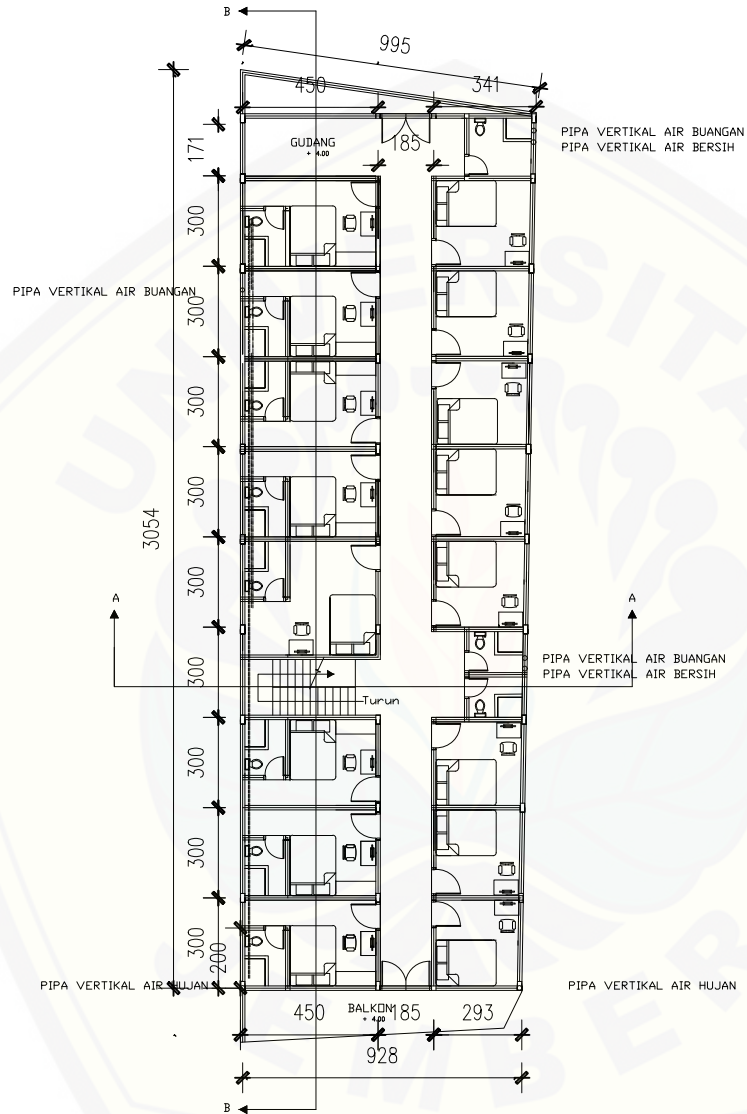 B
995
450
341
PIPA VERTIKAL AIR BUANGAN
PIPA VERTIKAL AIR BERSIH
171
GUDANG
+ 4.00
185
300
PIPA VERTIKAL AIR BUANGAN
300
300
300
3054
300
A
A
300
PIPA VERTIKAL AIR BUANGAN
PIPA VERTIKAL AIR BERSIH
Turun
300
300
300
200
PIPA VERTIKAL AIR HUJAN
PIPA VERTIKAL AIR HUJAN
450
BALKON
+ 4.00
185
293
928
B
UNIVERSITA
EMBER